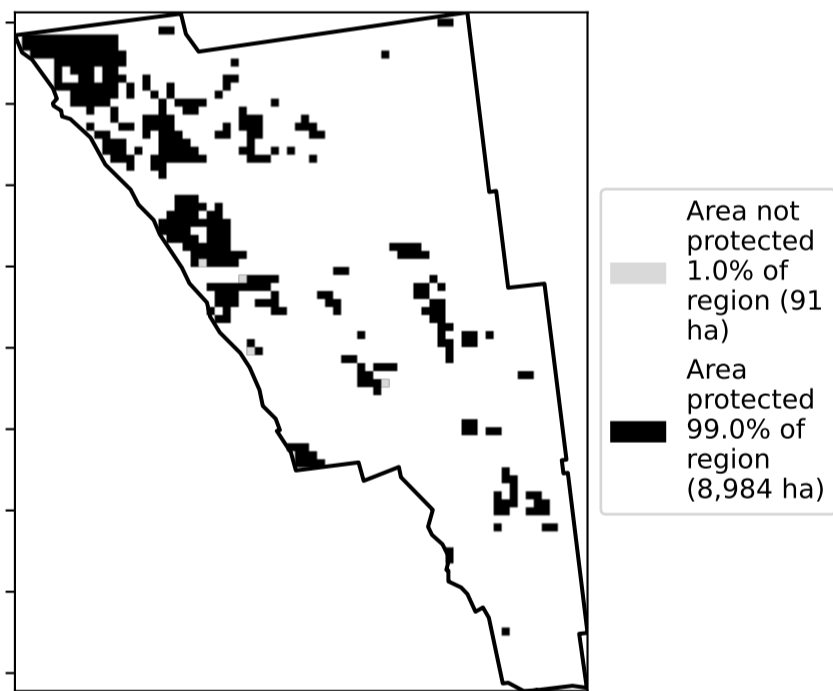 Area not
protected
1.0% of
region (91
ha)
Area
protected
99.0% of
region
(8,984 ha)